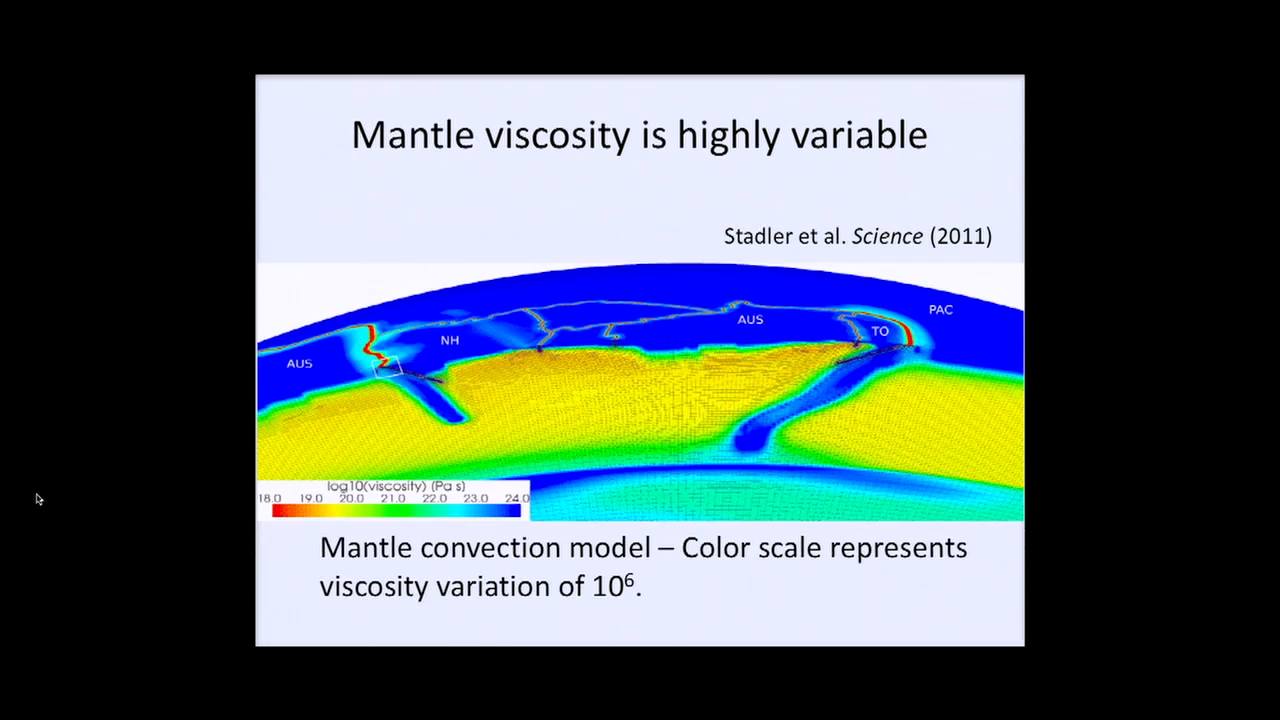 Mantle viscosity is highly variable
Stadler et al. Science (2011)
PAC
AUS
TO
NH
AUS
log10(viscosity) (Pa s)
18.0 19.0 20.0 21.0 22.0 23.0 24.0
Mantle convection model – Color scale represents
viscosity variation of 10⁶.